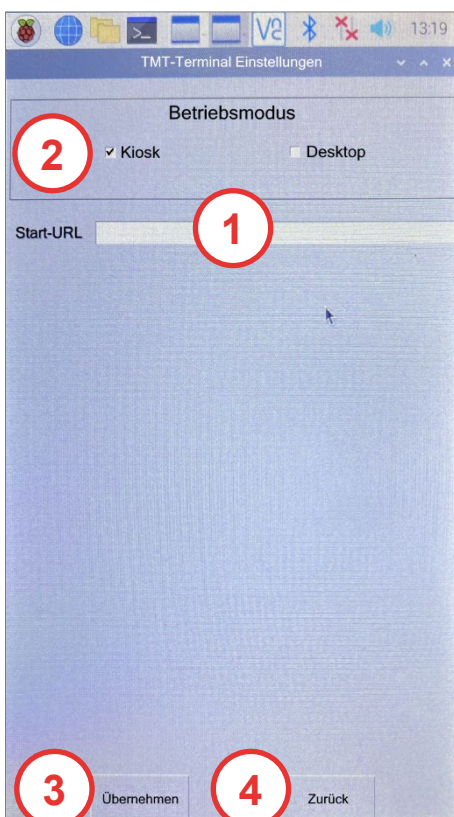 13:19
TMT-Terminal Einstellungen
Betriebsmodus
2 Kiosk Desktop
Start-URL 1
3 Übernehmen 4 Zurück